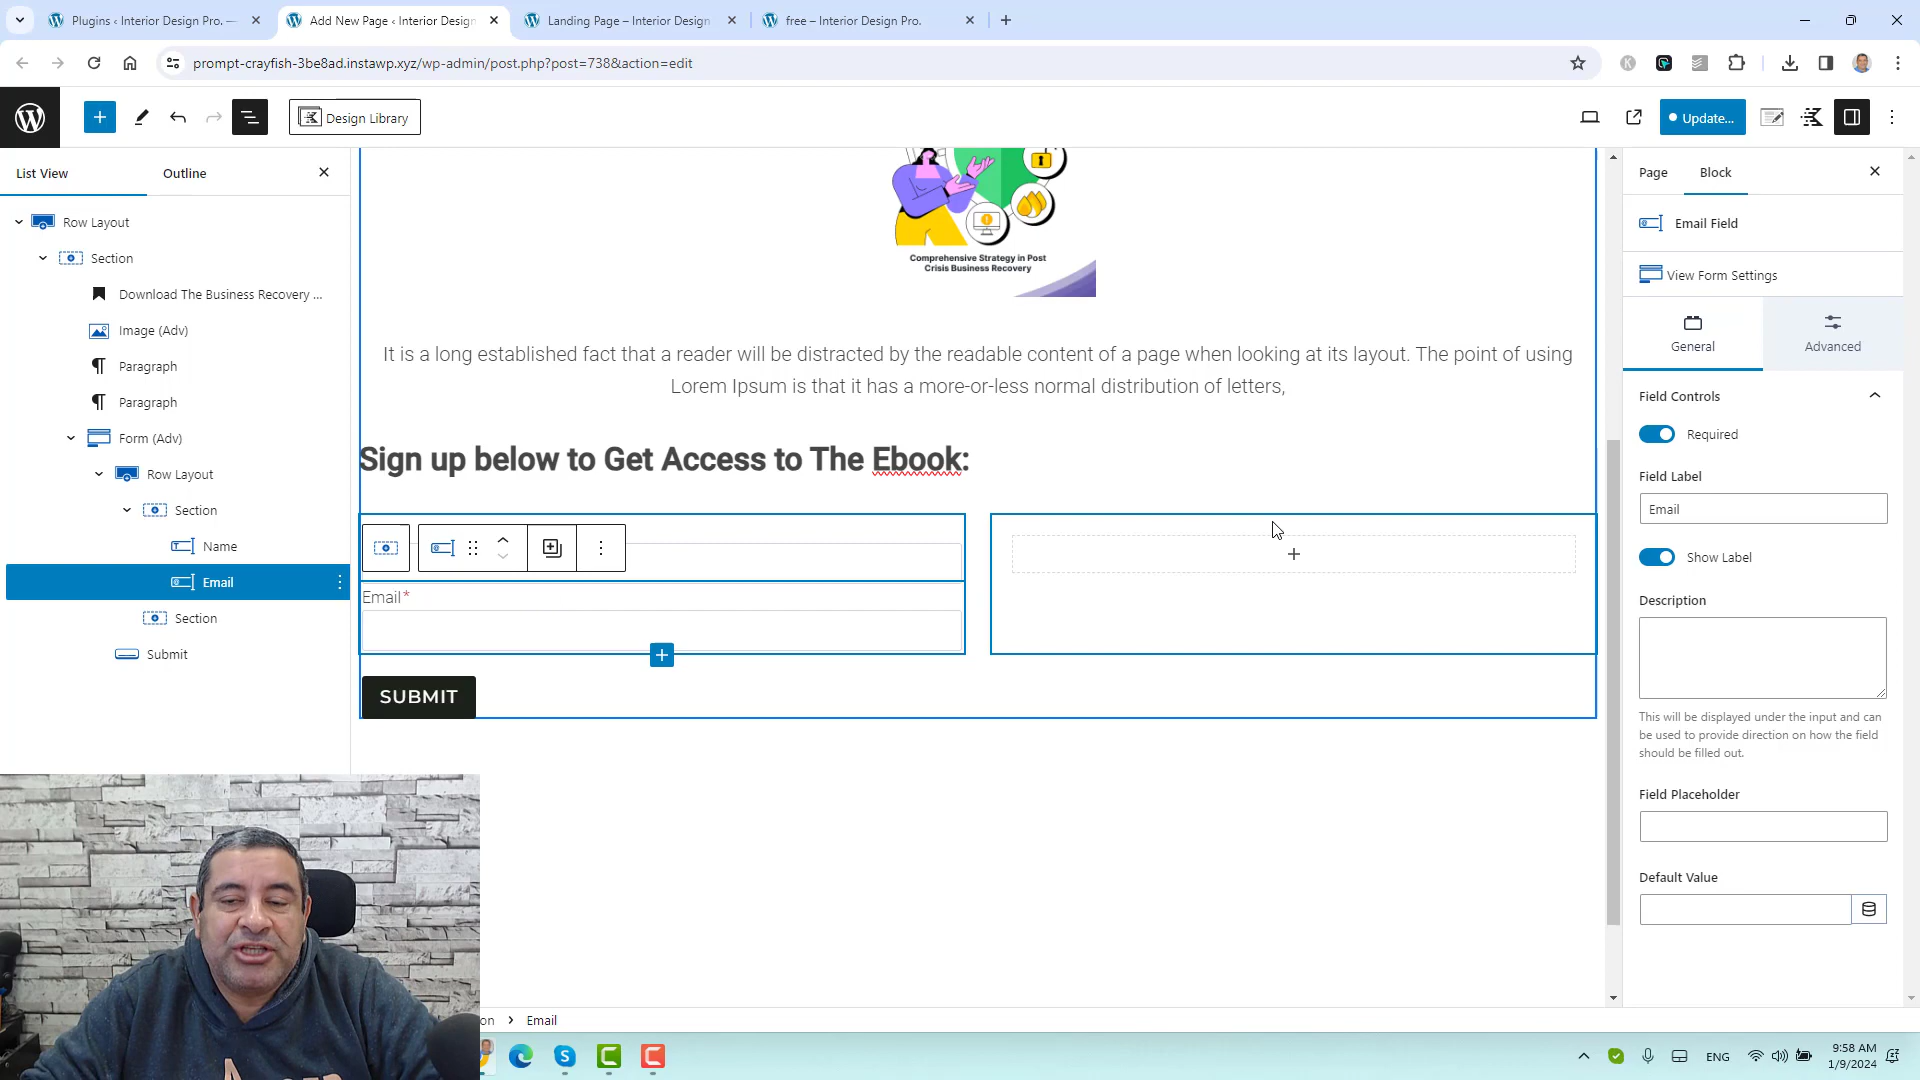 Plugins ‹ Interior Design Pro. —
Add New Page ‹ Interior Design
Landing Page – Interior Design
free – Interior Design Pro.
prompt-crayfish-3be8ad.instawp.xyz/wp-admin/post.php?post=738&action=edit
Design Library
Update...
List View
Outline
Row Layout
Section
Download The Business Recovery ...
Image (Adv)
Paragraph
Paragraph
Form (Adv)
Row Layout
Section
Name
Email
Section
Submit
Comprehensive Strategy in Post
Crisis Business Recovery
It is a long established fact that a reader will be distracted by the readable content of a page when looking at its layout. The point of using
Lorem Ipsum is that it has a more-or-less normal distribution of letters,
Sign up below to Get Access to The Ebook:
Email*
SUBMIT
Page
Block
Email Field
View Form Settings
General
Advanced
Field Controls
Required
Field Label
Email
Show Label
Description
This will be displayed under the input and can
be used to provide direction on how the field
should be filled out.
Field Placeholder
Default Value
on > Email
ENG
9:58 AM
1/9/2024